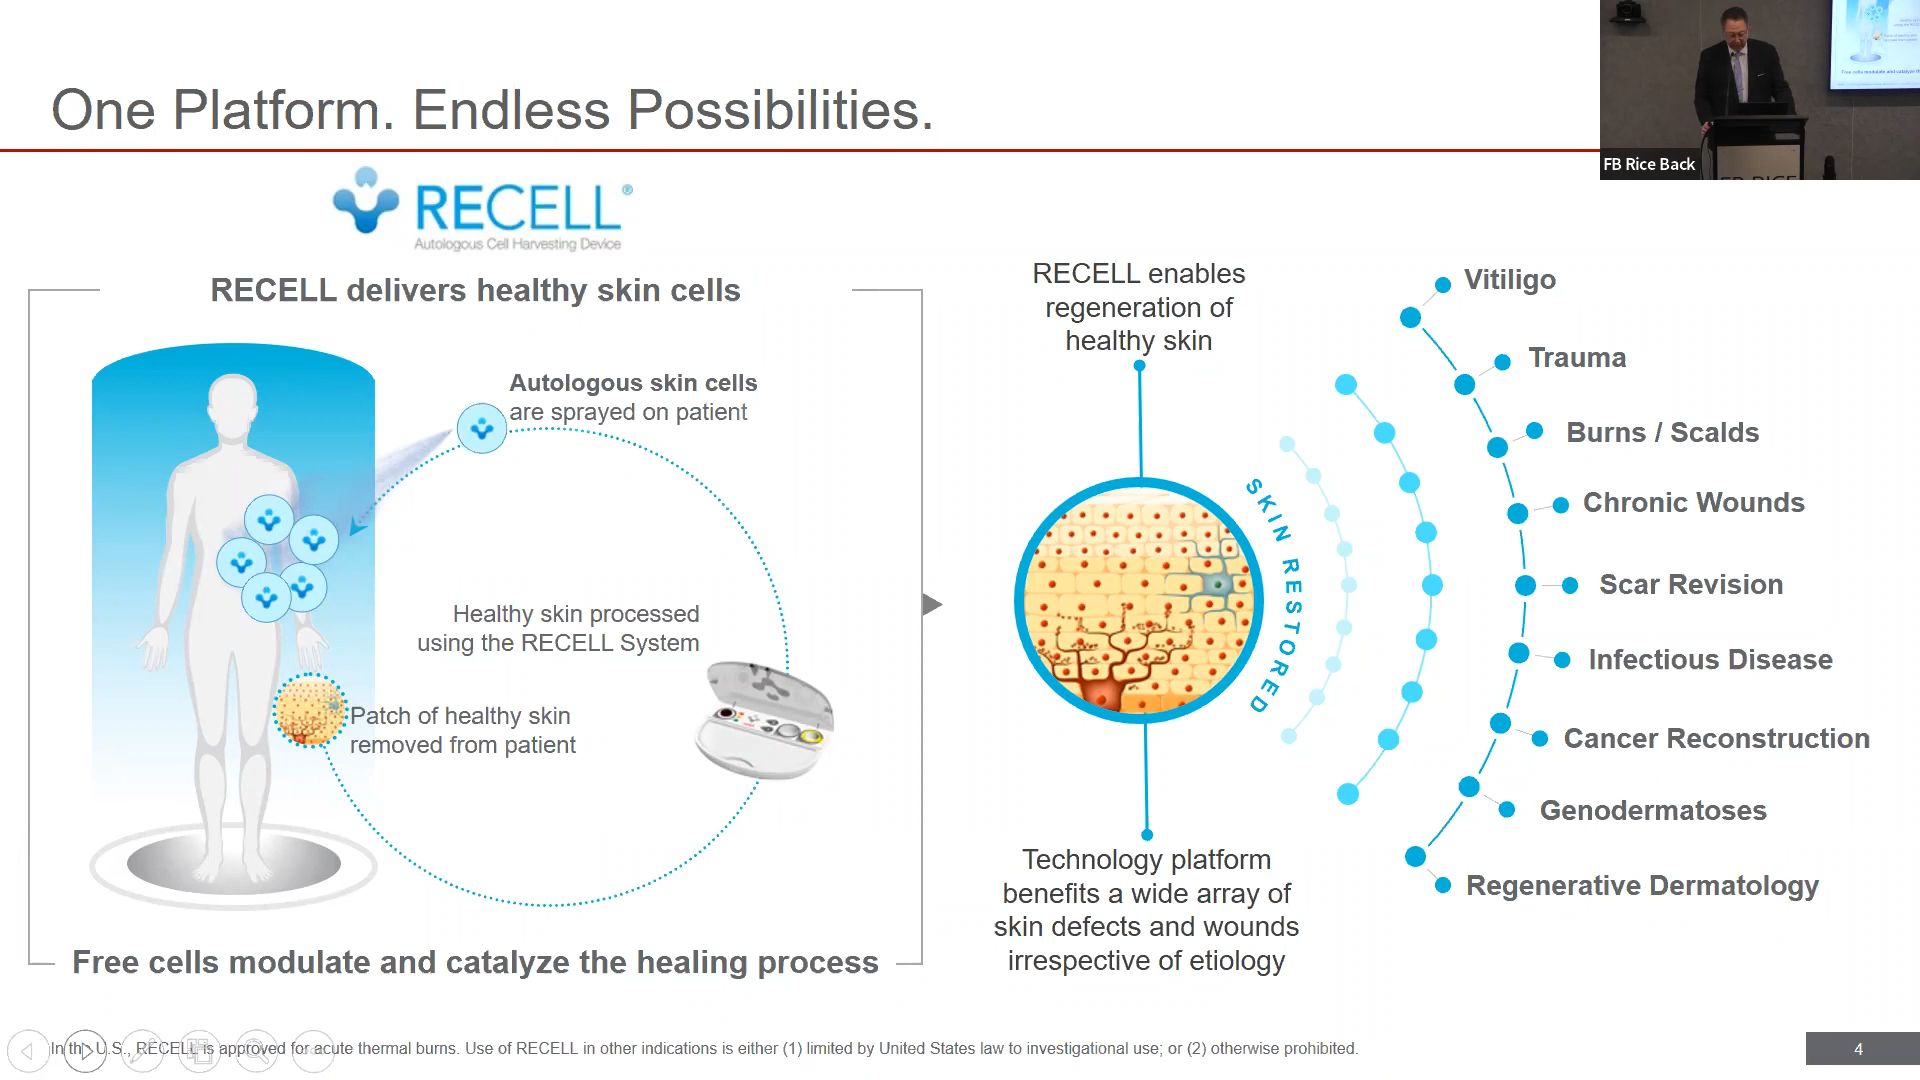 One Platform. Endless Possibilities.
FB Rice Back
RECELL®
Autologous Cell Harvesting Device
RECELL delivers healthy skin cells
Autologous skin cells
are sprayed on patient
Healthy skin processed
using the RECELL System
Patch of healthy skin
removed from patient
Free cells modulate and catalyze the healing process
RECELL enables
regeneration of
healthy skin
SKIN RESTORED
Technology platform
benefits a wide array of
skin defects and wounds
irrespective of etiology
Vitiligo
Trauma
Burns / Scalds
Chronic Wounds
Scar Revision
Infectious Disease
Cancer Reconstruction
Genodermatoses
Regenerative Dermatology
In the U.S., RECELL is approved for acute thermal burns. Use of RECELL in other indications is either (1) limited by United States law to investigational use; or (2) otherwise prohibited.
4